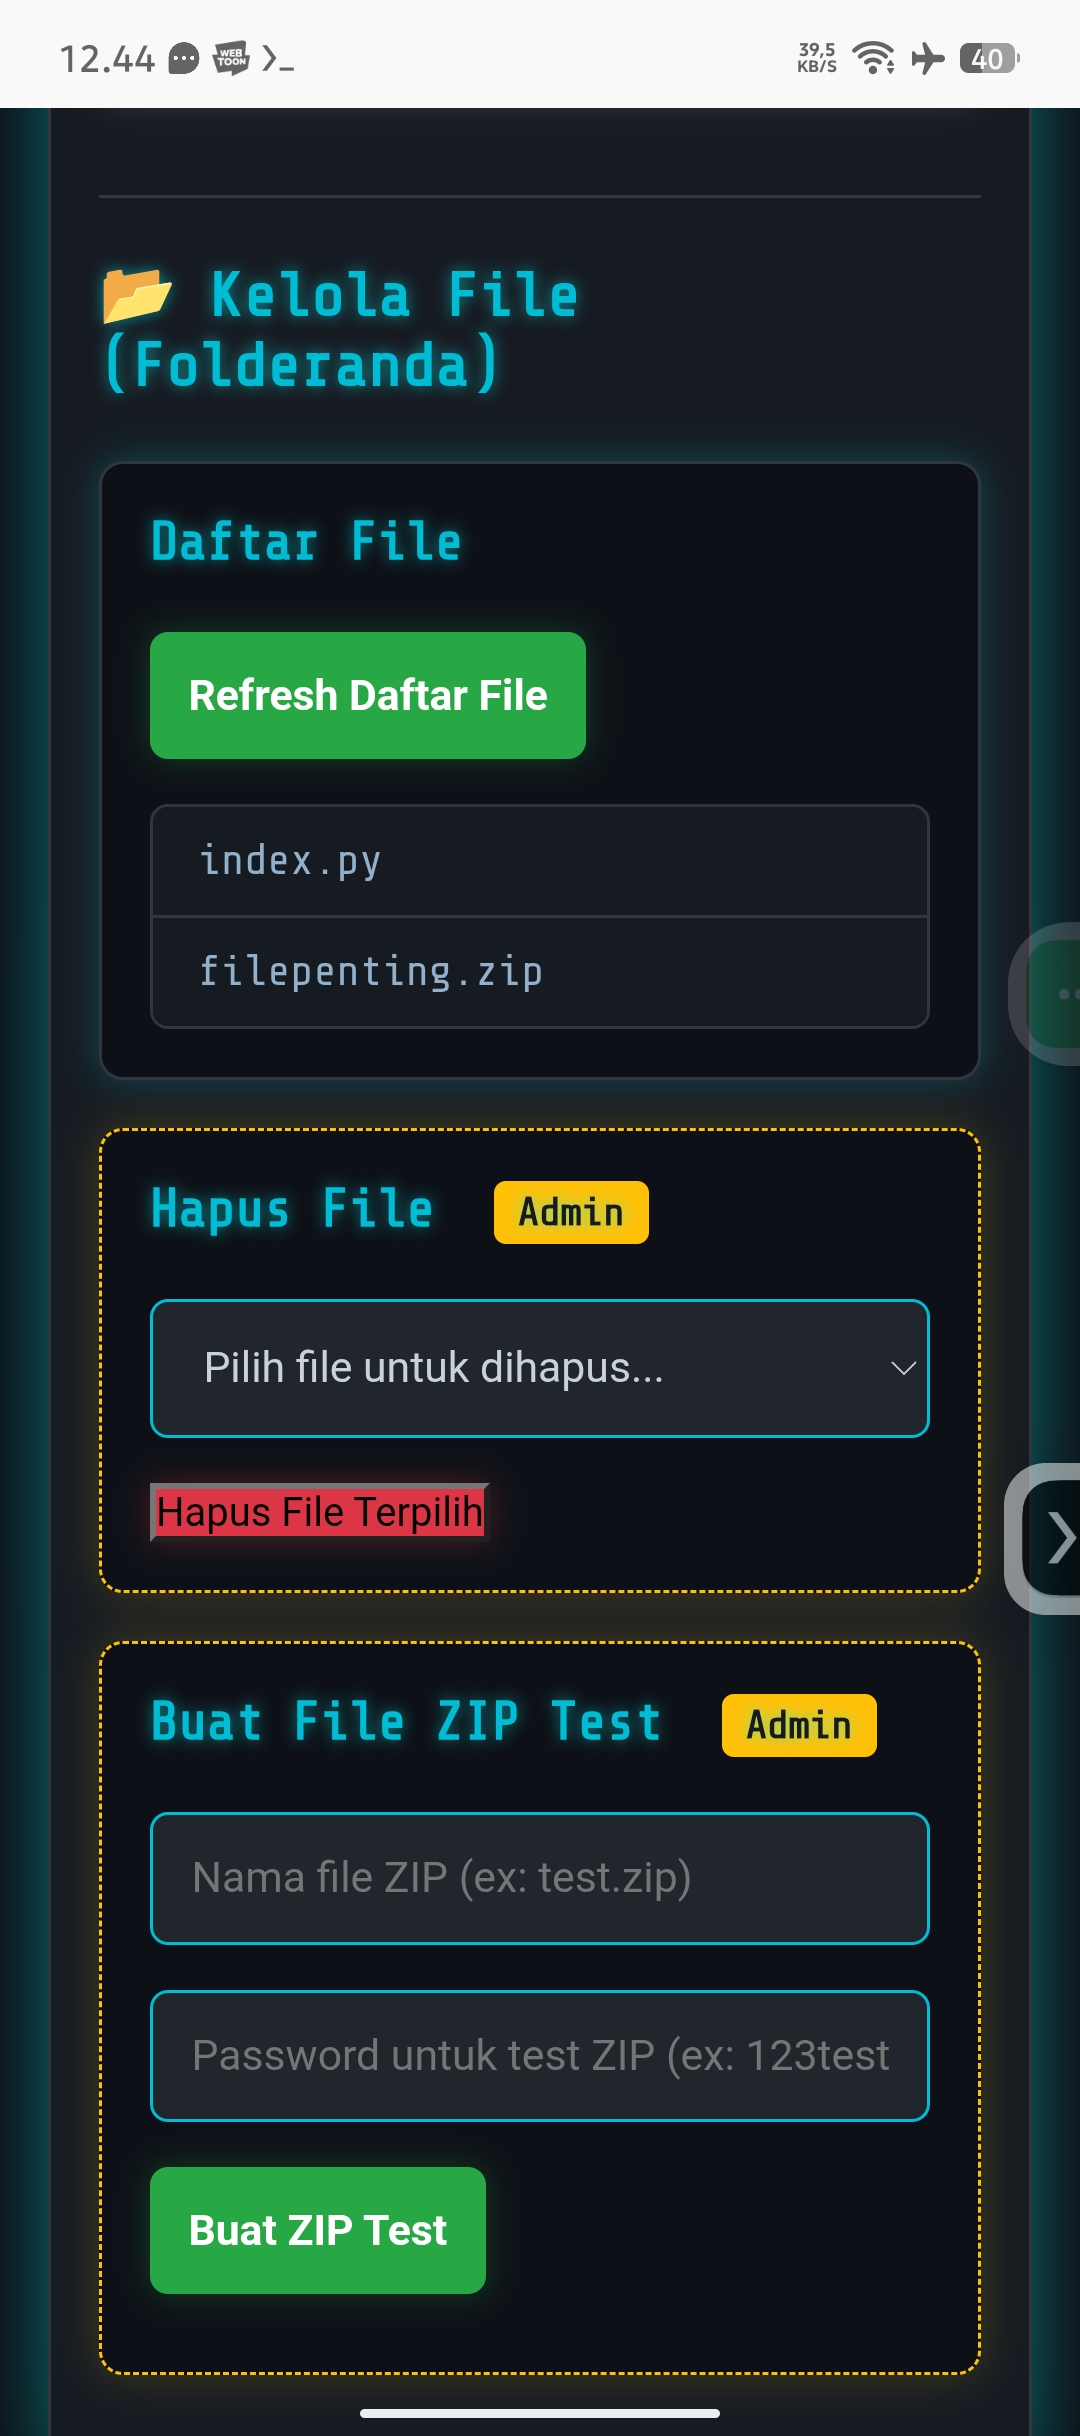 12.44
WEB
TOON
39,5
KB/S
40
📂 Kelola File
(Folderanda)
Daftar File
Refresh Daftar File
index.py
filepenting.zip
Hapus File Admin
Pilih file untuk dihapus...
Hapus File Terpilih
Buat File ZIP Test Admin
Nama file ZIP (ex: test.zip)
Password untuk test ZIP (ex: 123test
Buat ZIP Test